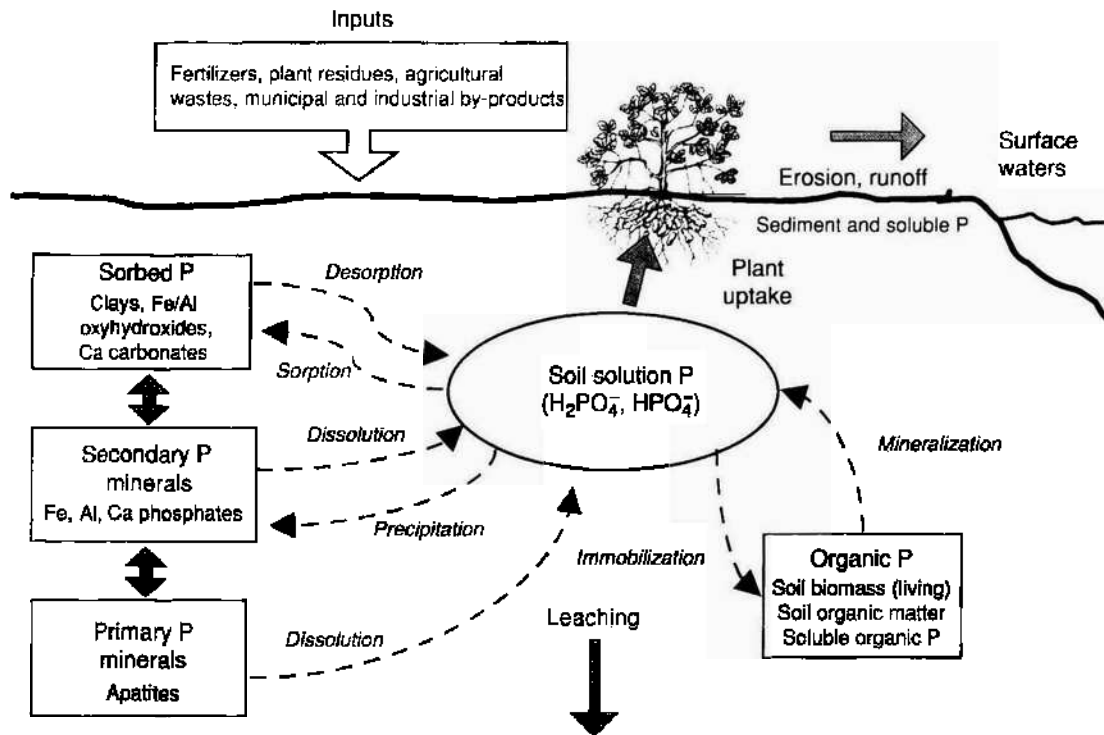 Inputs
Fertilizers, plant residues, agricultural
wastes, municipal and industrial by-products
Surface
waters
Erosion, runoff
Sediment and soluble P
Plant
uptake
Sorbed P
Clays, Fe/Al
oxyhydroxides,
Ca carbonates
Desorption
Sorption
Soil solution P
(H₂PO₄⁻, HPO₄⁻)
Secondary P
minerals
Fe, Al, Ca phosphates
Dissolution
Precipitation
Mineralization
Immobilization
Organic P
Soil biomass (living)
Soil organic matter
Soluble organic P
Primary P
minerals
Apatites
Dissolution
Leaching